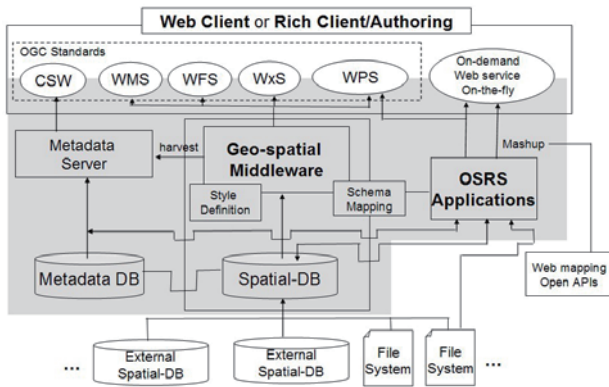 Web Client or Rich Client/Authoring
OGC Standards
CSW
WMS
WFS
WxS
WPS
On-demand
Web service
On-the-fly
Metadata
Server
harvest
Geo-spatial
Middleware
Style
Definition
Schema
Mapping
OSRS
Applications
Mashup
Metadata DB
Spatial-DB
Web mapping
Open APIs
...
External
Spatial-DB
External
Spatial-DB
File
System
File
System
...